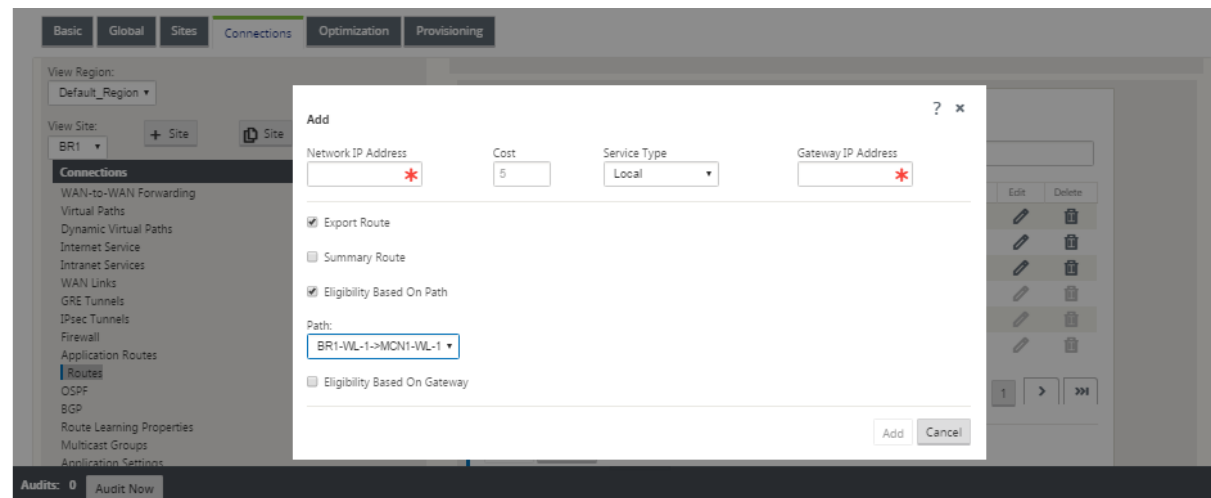 Basic Global Sites Connections Optimization Provisioning
View Region:
Default_Region
View Site:
+ Site Site
BR1
Connections
WAN-to-WAN Forwarding
Virtual Paths
Dynamic Virtual Paths
Internet Service
Intranet Services
WAN Links
GRE Tunnels
IPsec Tunnels
Firewall
Application Routes
Routes
OSPF
BGP
Route Learning Properties
Multicast Groups
Application Settings
Add
? ×
Network IP Address Cost Service Type Gateway IP Address
5 Local
Export Route
Summary Route
Eligibility Based On Path
Path:
BR1-WL-1->MCN1-WL-1
Eligibility Based On Gateway
Add Cancel
Edit Delete
1
Audits: 0 Audit Now